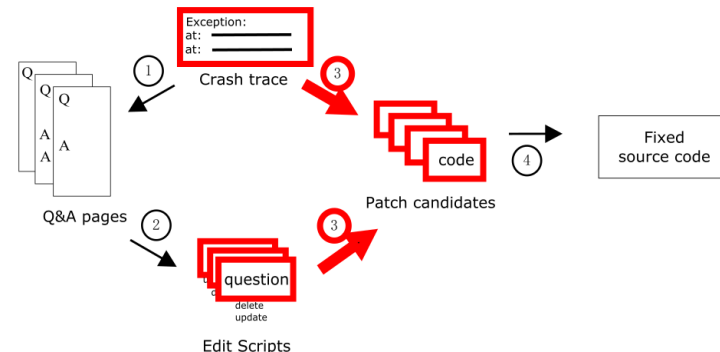 Exception:
at:
at:
Crash trace
1
3
Q
Q
Q
A
A
A
Q&A pages
code
Patch candidates
4
Fixed
source code
2
3
question
delete
update
Edit Scripts